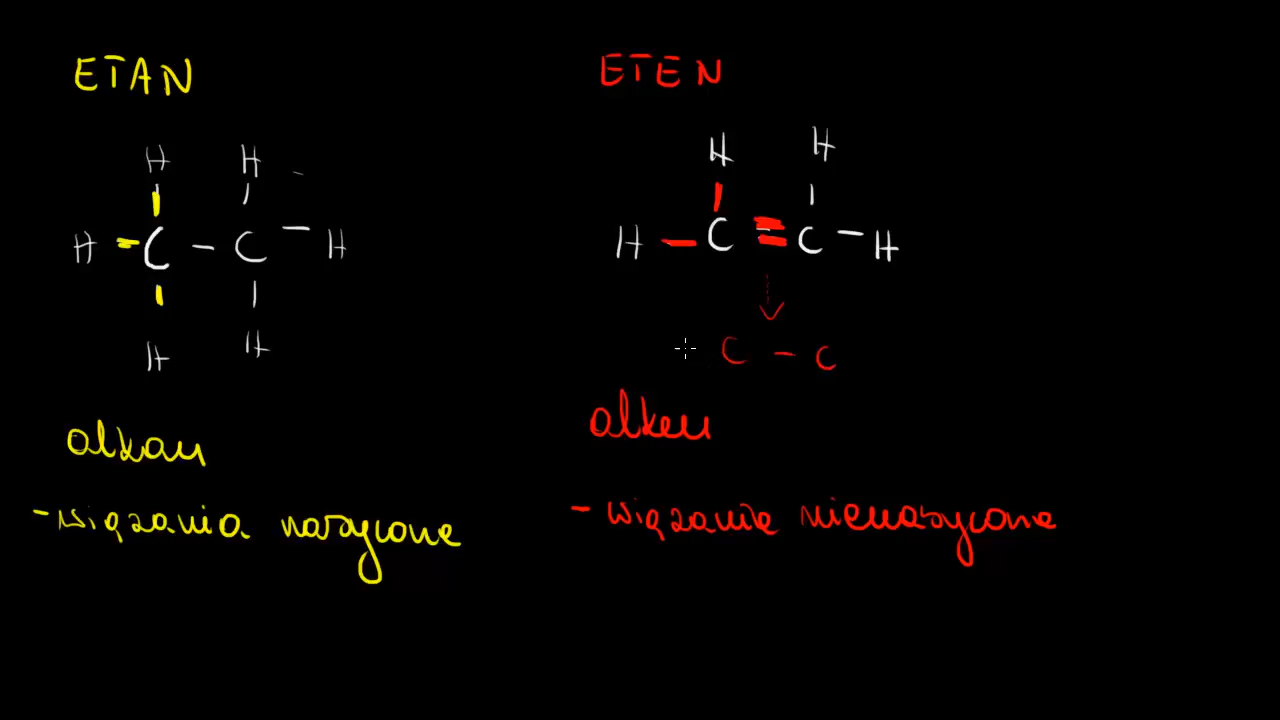 ETAN
H H
H - C - C - H
H H
alkan
- wiązania nasycone
ETEN
H H
H - C = C - H
C - C
alken
- wiązanie nienasycone